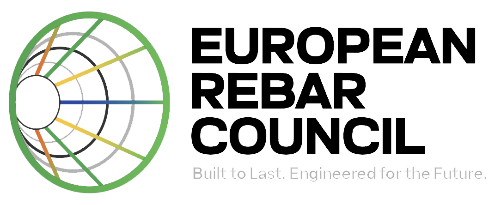 EUROPEAN
REBAR
COUNCIL
Built to Last. Engineered for the Future.